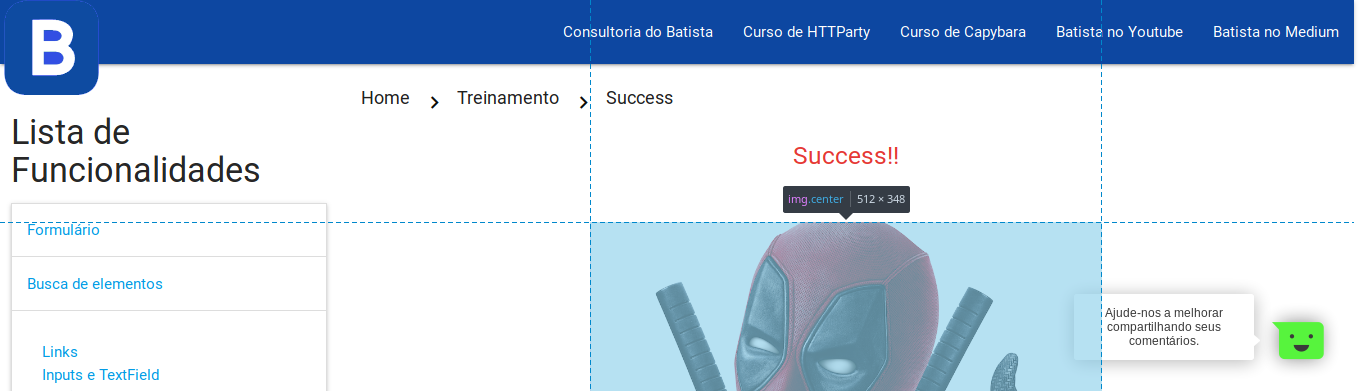 B
Consultoria do Batista Curso de HTTParty Curso de Capybara Batista no Youtube Batista no Medium
Home Treinamento Success
Lista de
Funcionalidades
Success!!
img.center 512 × 348
Formulário
Busca de elementos
Links
Inputs e TextField
Ajude-nos a melhorar
compartilhando seus
comentários.